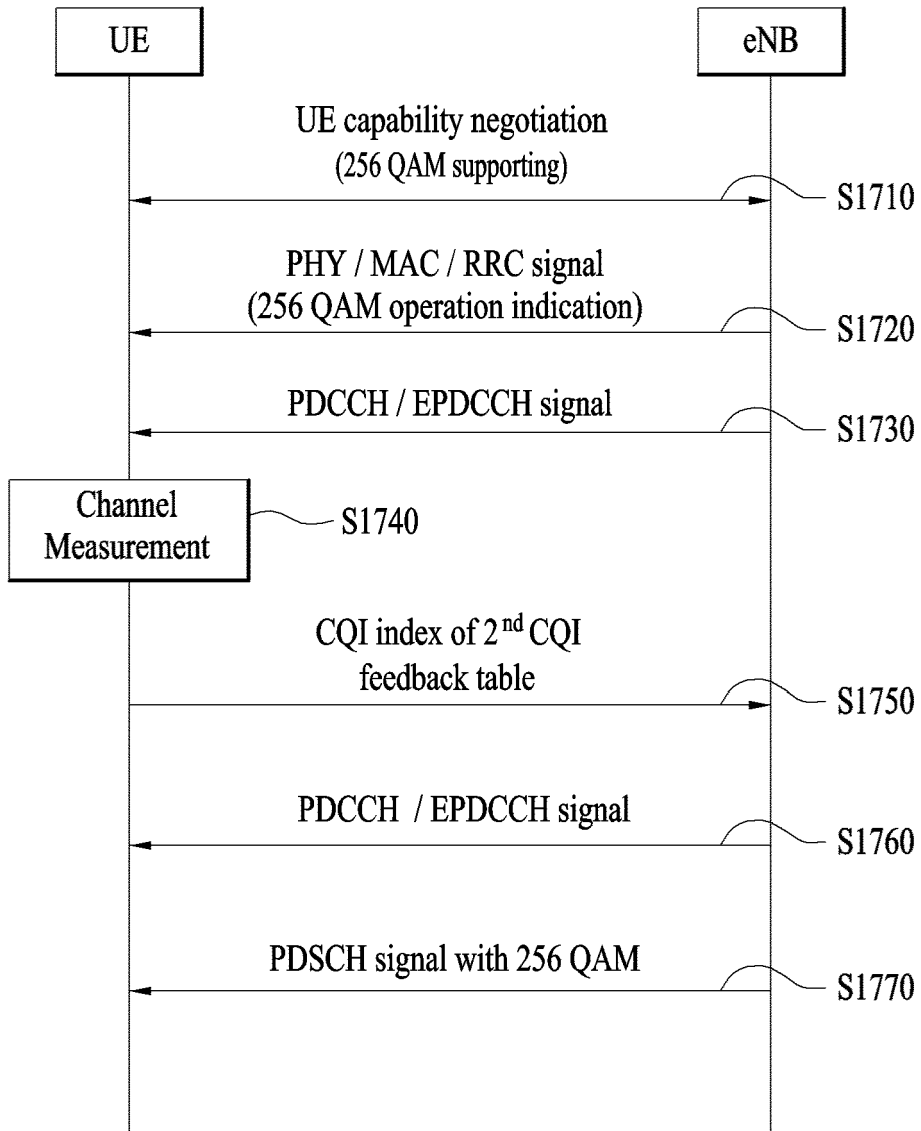 UE
eNB
UE capability negotiation
(256 QAM supporting)
S1710
PHY / MAC / RRC signal
(256 QAM operation indication)
S1720
PDCCH / EPDCCH signal
S1730
Channel
Measurement
S1740
CQI index of 2nd CQI
feedback table
S1750
PDCCH / EPDCCH signal
S1760
PDSCH signal with 256 QAM
S1770